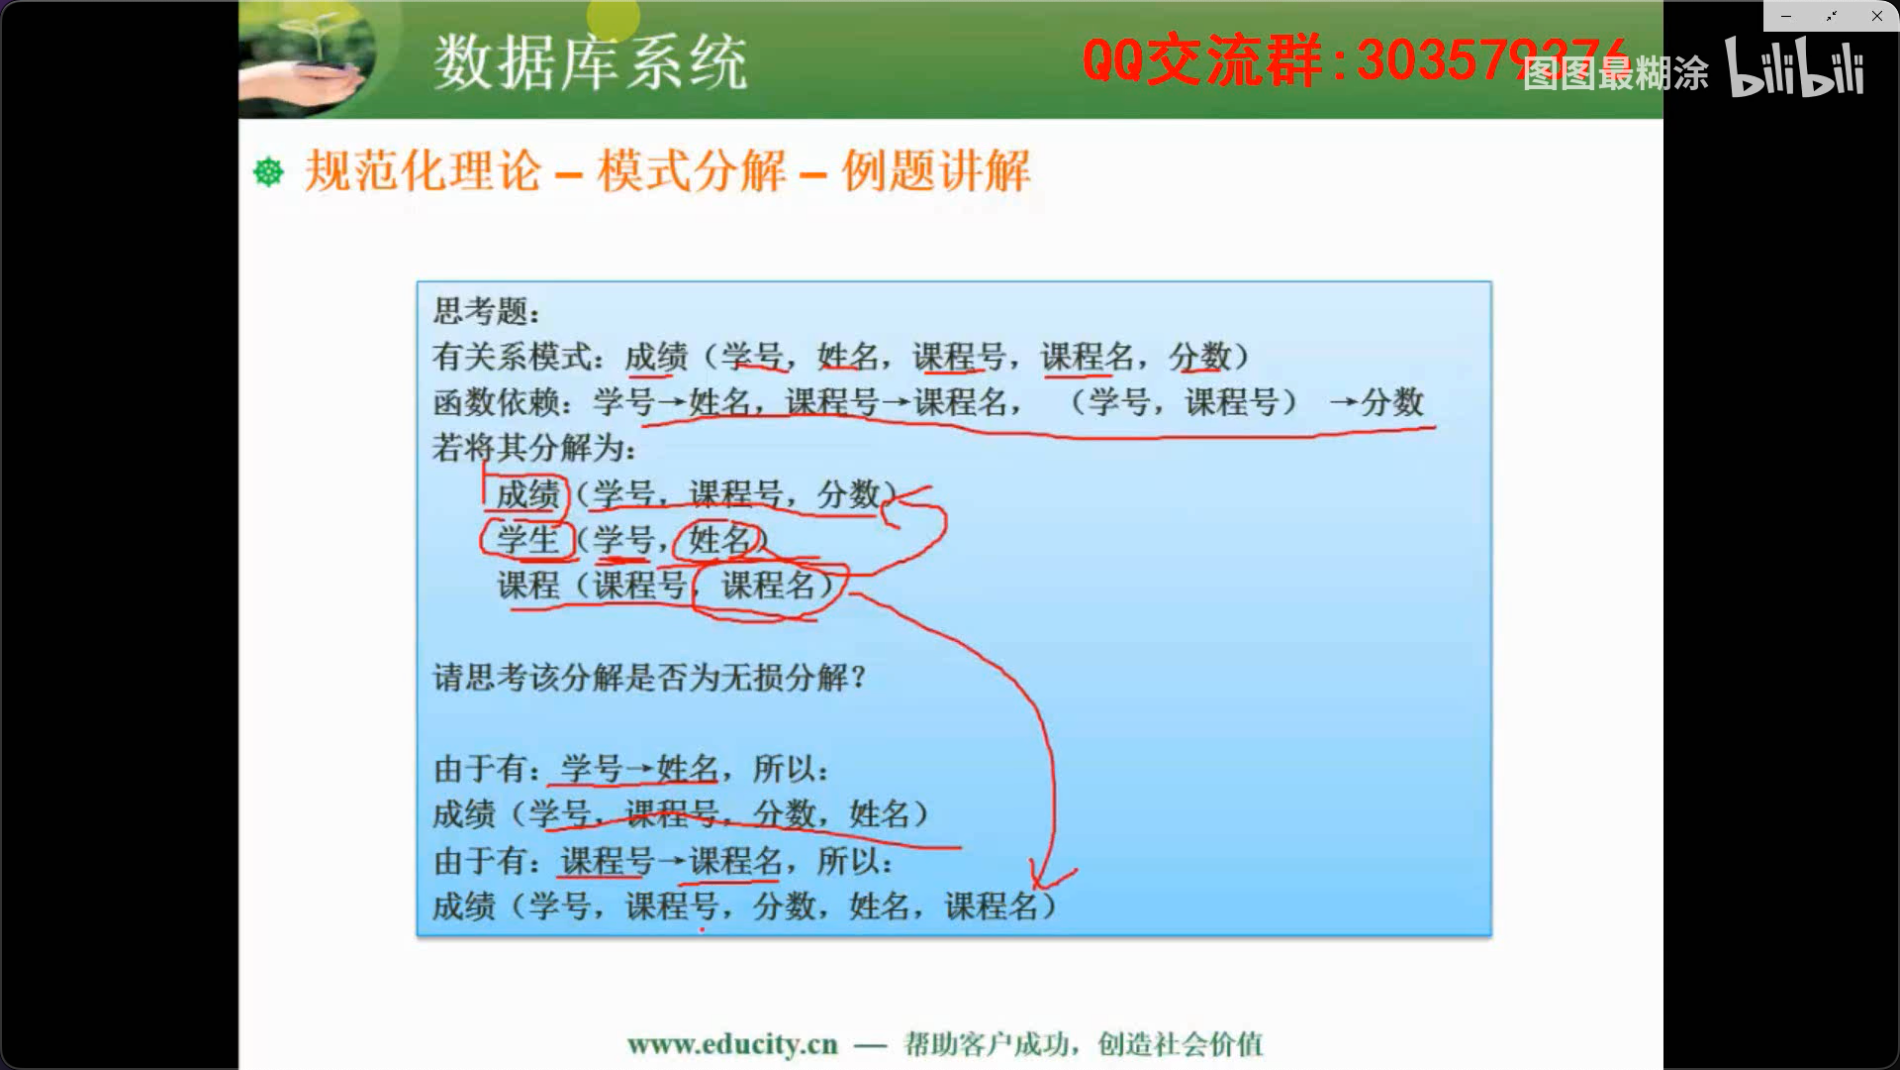 数据库系统
QQ交流群:303579376
图图最糊涂 bilibili
规范化理论 – 模式分解 – 例题讲解
思考题：
有关系模式：成绩（学号，姓名，课程号，课程名，分数）
函数依赖：学号→姓名，课程号→课程名，（学号，课程号）→分数
若将其分解为：
成绩（学号，课程号，分数）
学生（学号，姓名）
课程（课程号，课程名）
请思考该分解是否为无损分解？
由于有：学号→姓名，所以：
成绩（学号，课程号，分数，姓名）
由于有：课程号→课程名，所以：
成绩（学号，课程号，分数，姓名，课程名）
www.educity.cn — 帮助客户成功，创造社会价值